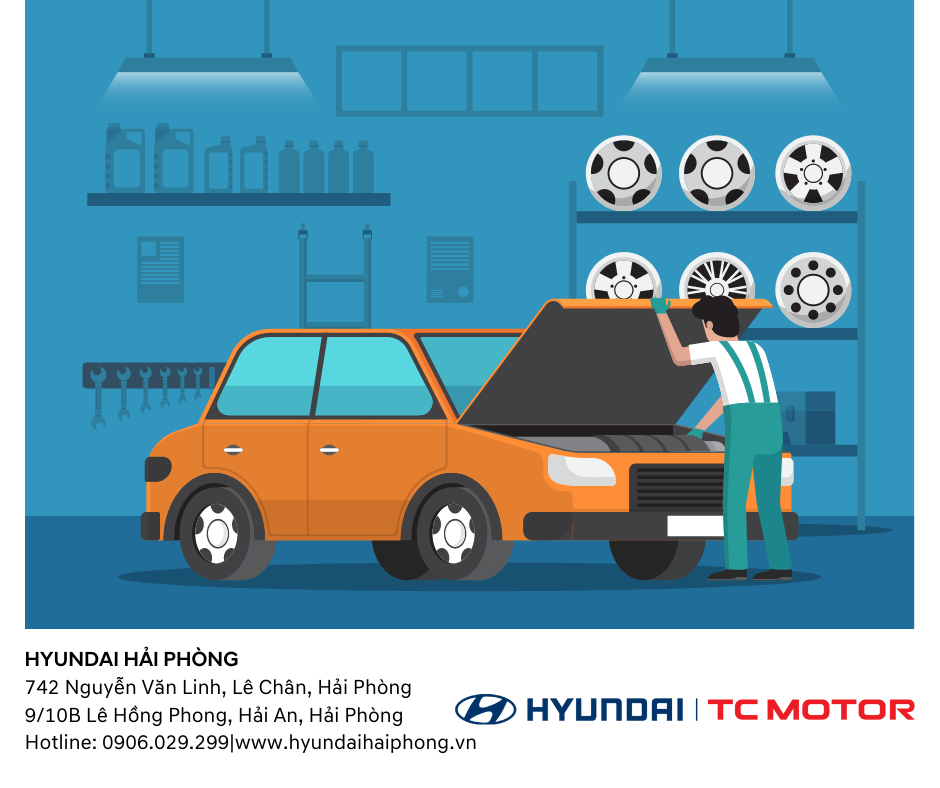 HYUNDAI HẢI PHÒNG
742 Nguyễn Văn Linh, Lê Chân, Hải Phòng
9/10B Lê Hồng Phong, Hải An, Hải Phòng
Hotline: 0906.029.299|www.hyundaihaiphong.vn
HYUNDAI | TC MOTOR